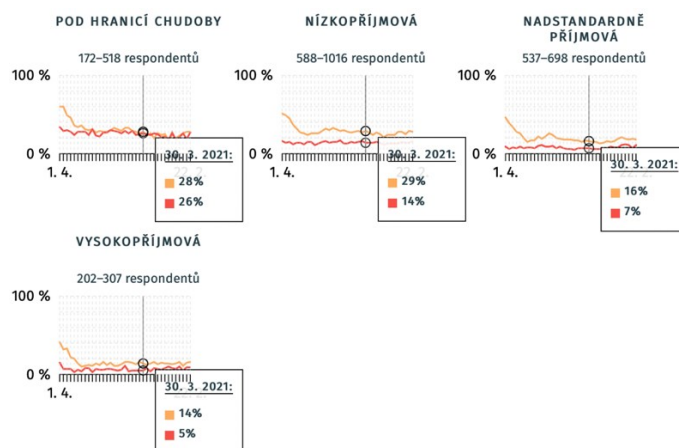 POD HRANICÍ CHUDOBY
172–518 respondentů
100 %
0 %
1. 4.
30. 3. 2021:
28%
26%
NÍZKOPŘÍJMOVÁ
588–1016 respondentů
100 %
0 %
1. 4.
30. 3. 2021:
29%
14%
NADSTANDARDNĚ
PŘÍJMOVÁ
537–698 respondentů
100 %
0 %
1. 4.
30. 3. 2021:
16%
7%
VYSOKOPŘÍJMOVÁ
202–307 respondentů
100 %
0 %
1. 4.
30. 3. 2021:
14%
5%